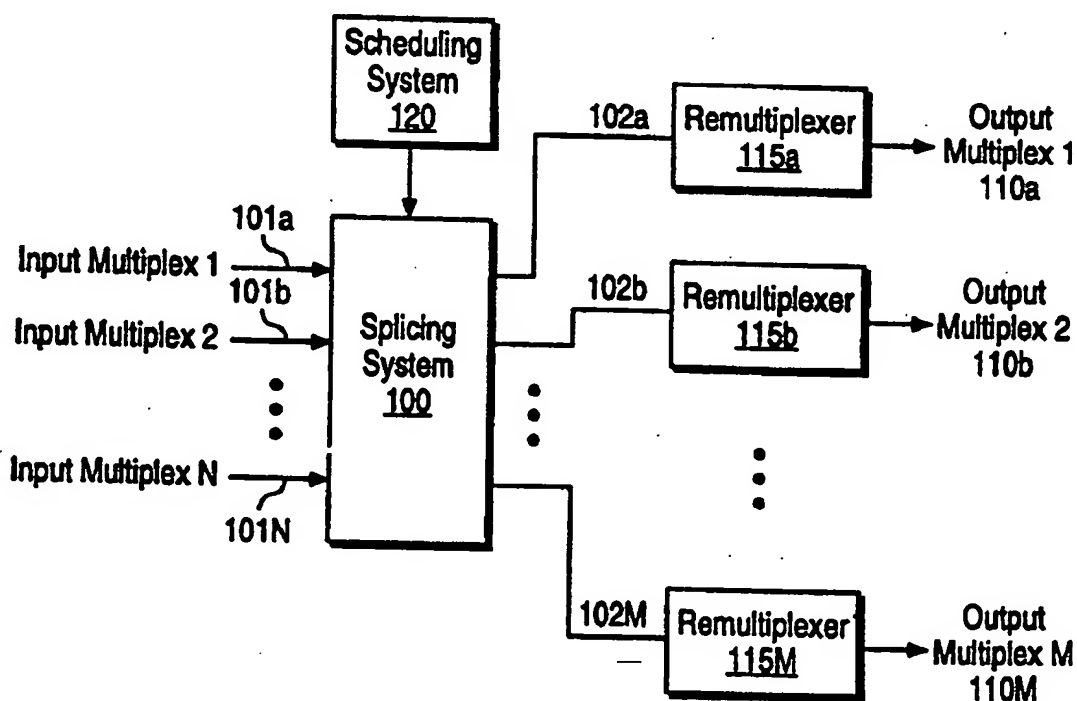 Scheduling
System
120
102a
Remultiplexer
115a
Output
Multiplex 1
110a
101a
Input Multiplex 1
101b
Input Multiplex 2
Splicing
System
100
102b
Remultiplexer
115b
Output
Multiplex 2
110b
Input Multiplex N
101N
102M
Remultiplexer
115M
Output
Multiplex M
110M